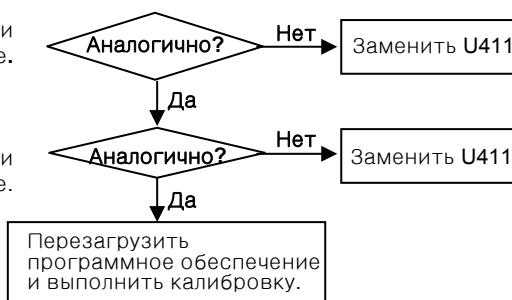 и
Аналогично?
Нет
Заменить U411
е.
Да
и
Аналогично?
Нет
Заменить U411
е.
Да
Перезагрузить
программное обеспечение
и выполнить калибровку.